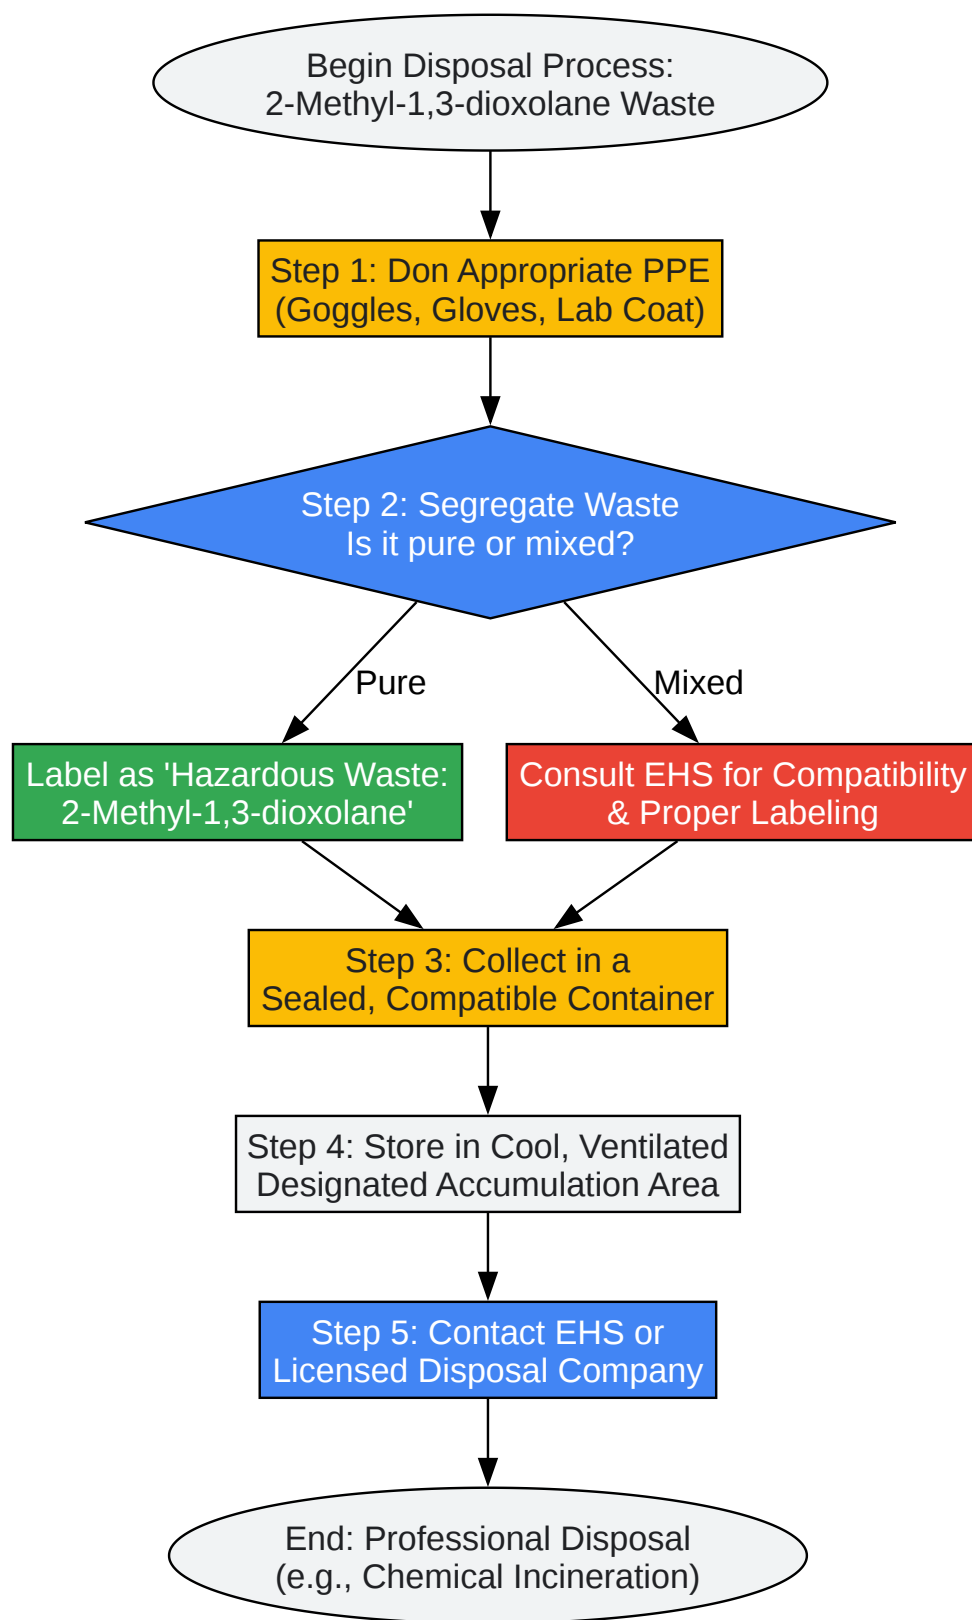 Begin Disposal Process:
2-Methyl-1,3-dioxolane Waste
Step 1: Don Appropriate PPE
(Goggles, Gloves, Lab Coat)
Step 2: Segregate Waste
Is it pure or mixed?
Pure
Mixed
Label as 'Hazardous Waste:
2-Methyl-1,3-dioxolane'
Consult EHS for Compatibility
& Proper Labeling
Step 3: Collect in a
Sealed, Compatible Container
Step 4: Store in Cool, Ventilated
Designated Accumulation Area
Step 5: Contact EHS or
Licensed Disposal Company
End: Professional Disposal
(e.g., Chemical Incineration)